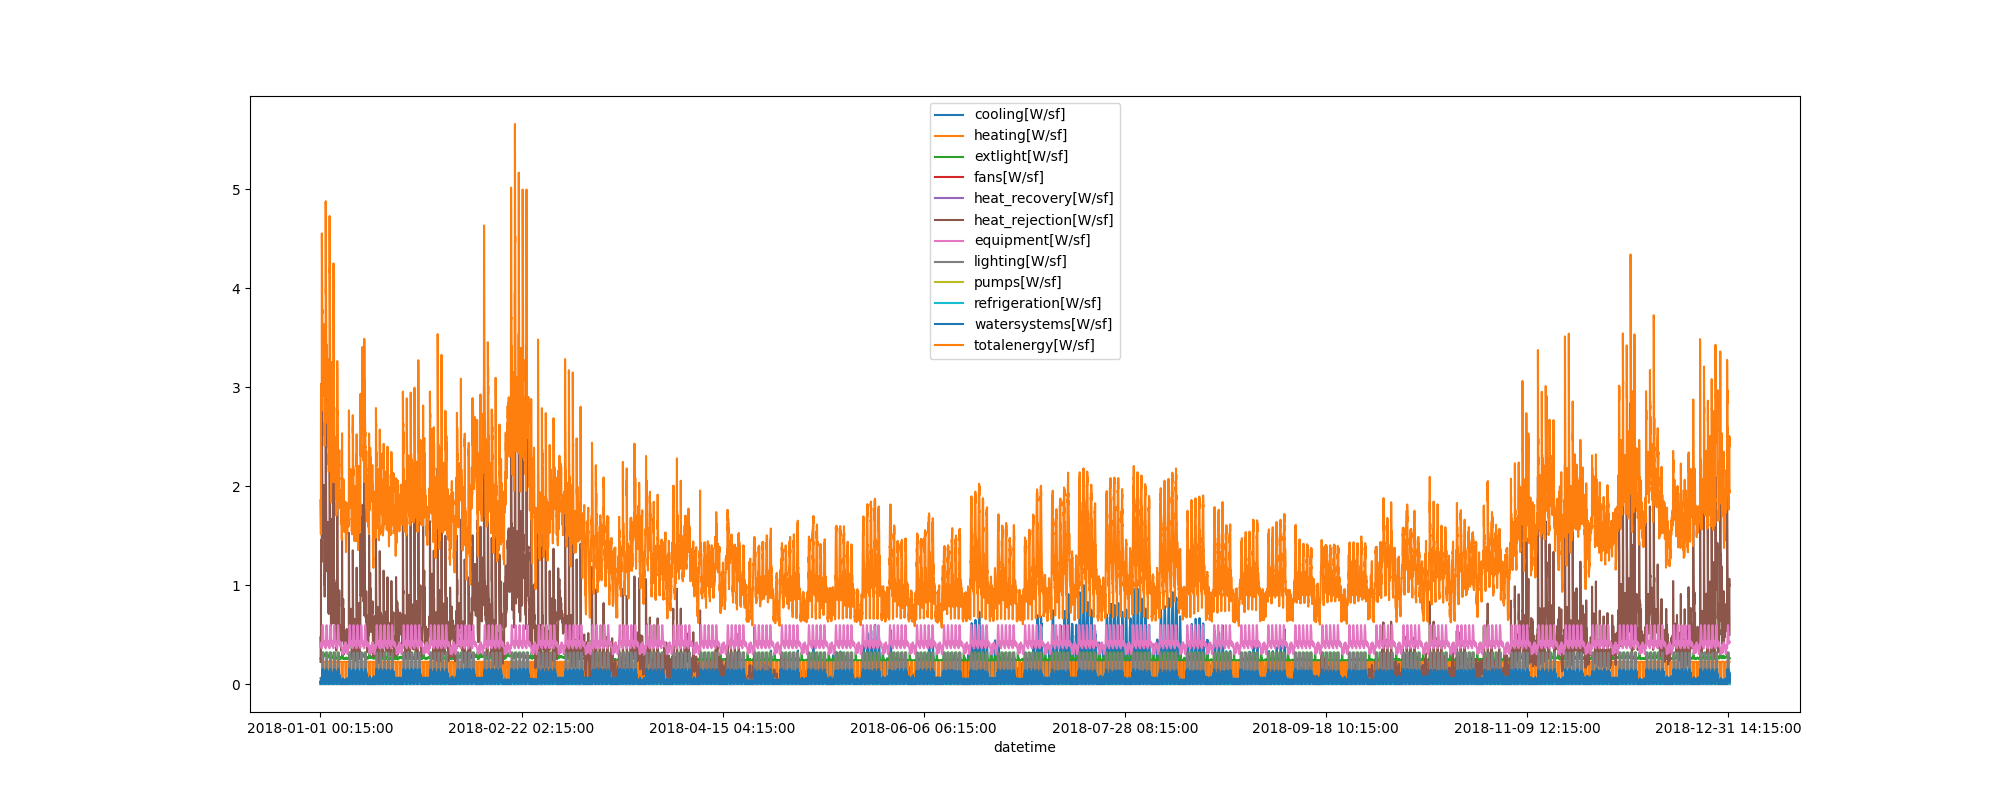 cooling[W/sf]
heating[W/sf]
extlight[W/sf]
fans[W/sf]
heat_recovery[W/sf]
heat_rejection[W/sf]
equipment[W/sf]
lighting[W/sf]
pumps[W/sf]
refrigeration[W/sf]
watersystems[W/sf]
totalenergy[W/sf]
5
4
3
2
1
0
2018-01-01 00:15:00 2018-02-22 02:15:00 2018-04-15 04:15:00 2018-06-06 06:15:00 2018-07-28 08:15:00 2018-09-18 10:15:00 2018-11-09 12:15:00 2018-12-31 14:15:00
datetime